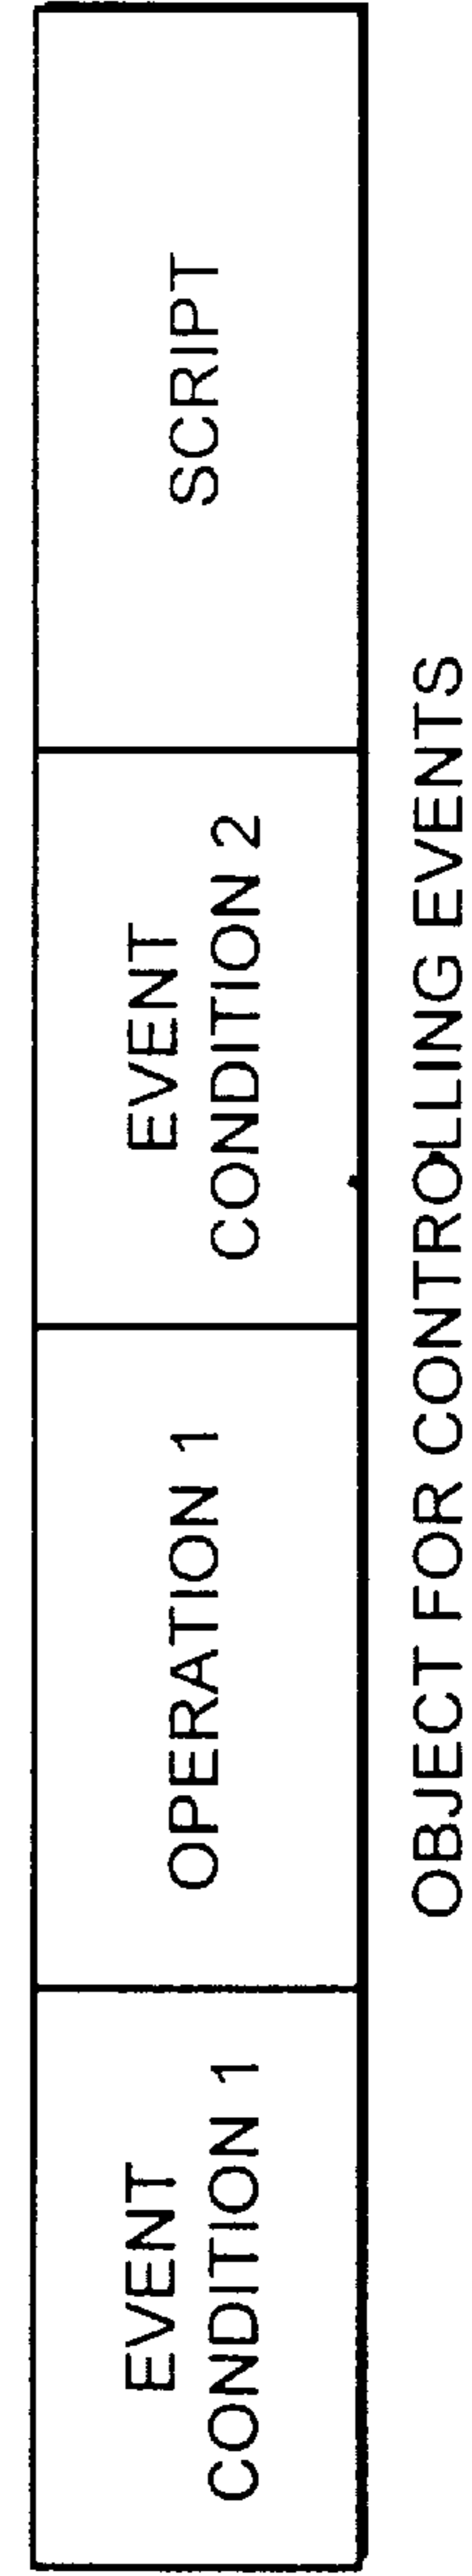 EVENT
CONDITION 1
OPERATION 1
EVENT
CONDITION 2
SCRIPT
OBJECT FOR CONTROLLING EVENTS